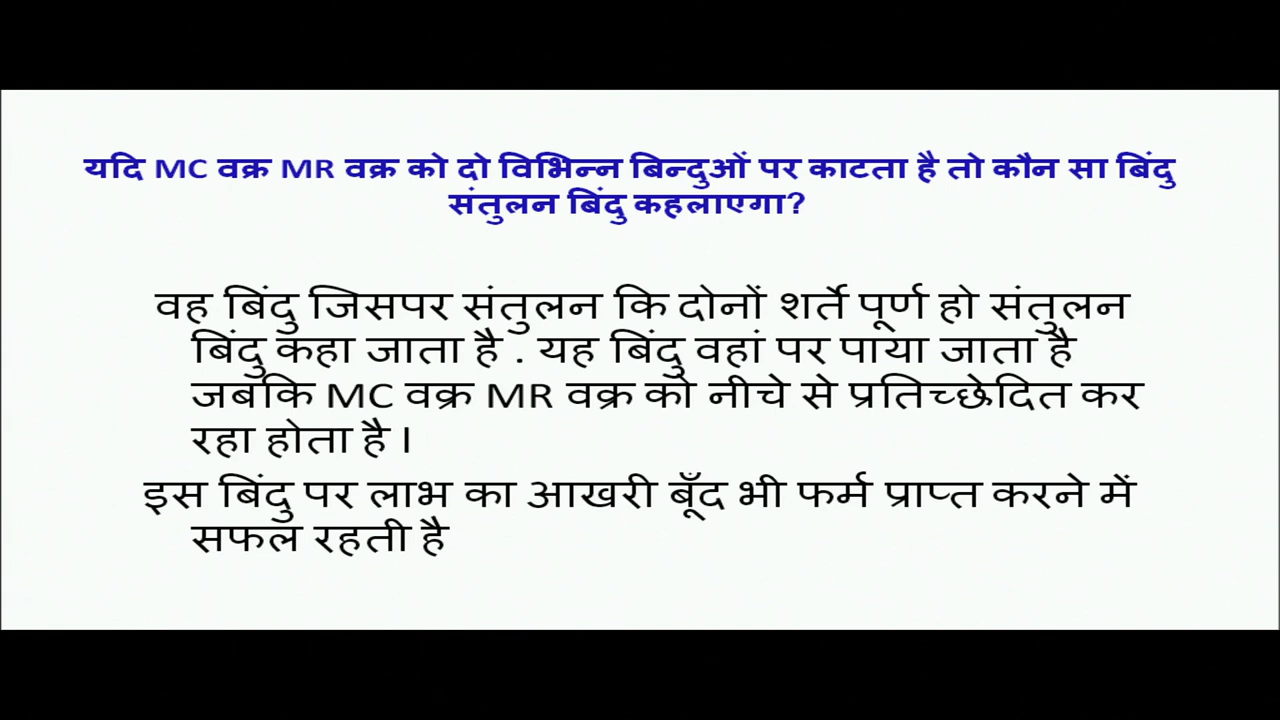 यदि MC वक्र MR वक्र को दो विभिन्न बिन्दुओं पर काटता है तो कौन सा बिंदु
संतुलन बिंदु कहलाएगा?
वह बिंदु जिसपर संतुलन कि दोनों शर्ते पूर्ण हो संतुलन
बिंदु कहा जाता है . यह बिंदु वहां पर पाया जाता है
जबकि MC वक्र MR वक्र को नीचे से प्रतिच्छेदित कर
रहा होता है ।
इस बिंदु पर लाभ का आखरी बूँद भी फर्म प्राप्त करने में
सफल रहती है